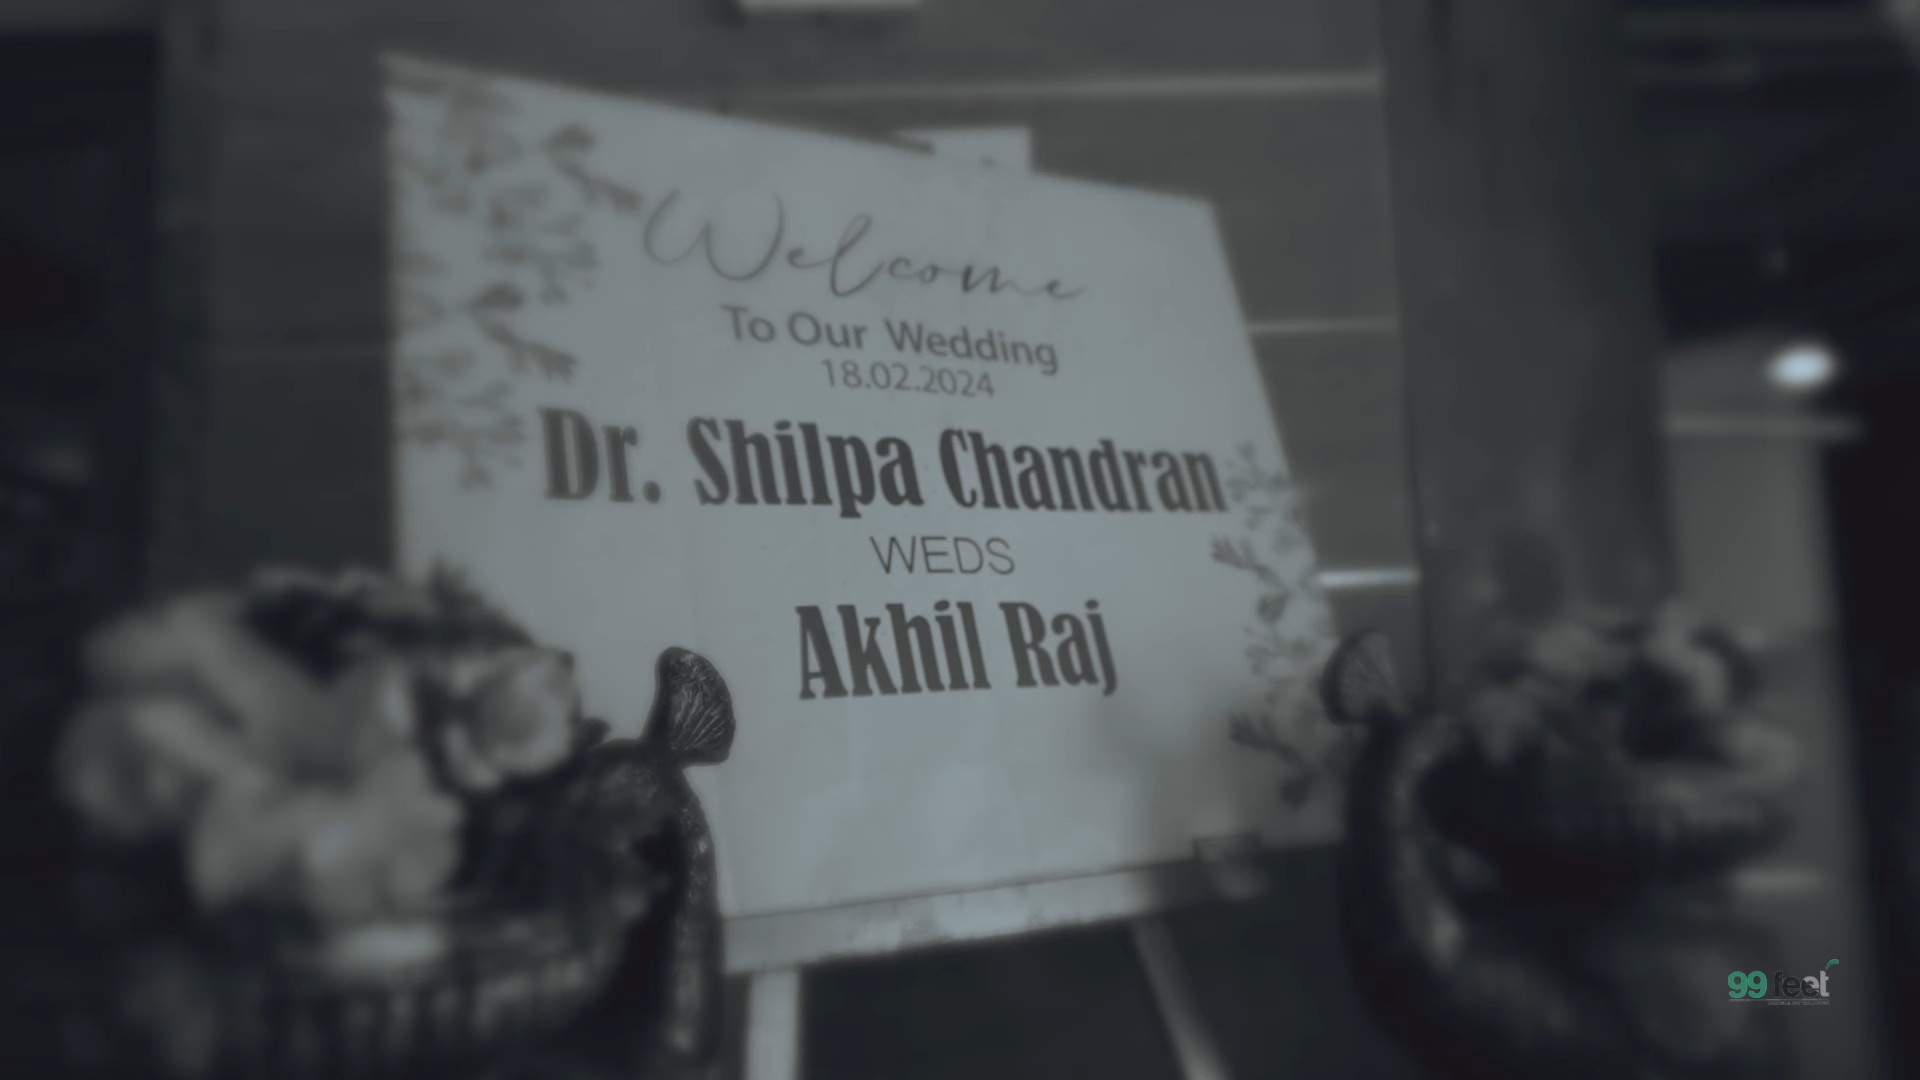 Welcome
To Our Wedding
18.02.2024
Dr. Shilpa Chandran
WEDS
Akhil Raj
99 feet